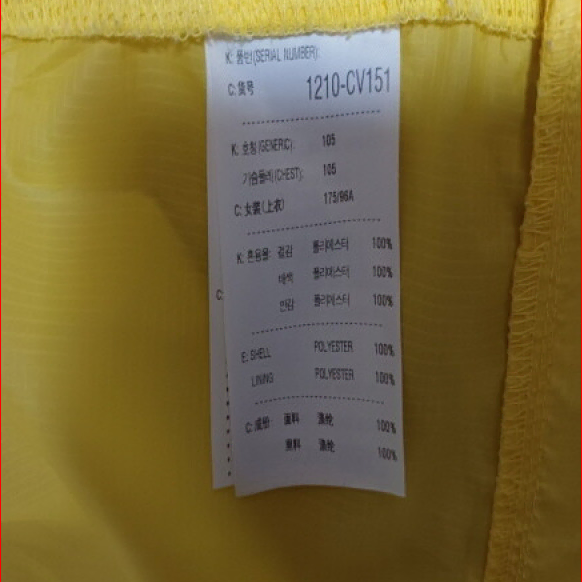 K: 품번(SERIAL NUMBER):
C: 货号 1210-CV151
K: 호칭(GENERIC): 105
가슴둘레(CHEST): 105
C: 女装(上衣) 175/96A
K: 혼용율: 겉감 폴리에스터 100%
배색 폴리에스터 100%
안감 폴리에스터 100%
E: SHELL POLYESTER 100%
LINING POLYESTER 100%
C: 成份: 面料 涤纶 100%
里料 涤纶 100%
C: